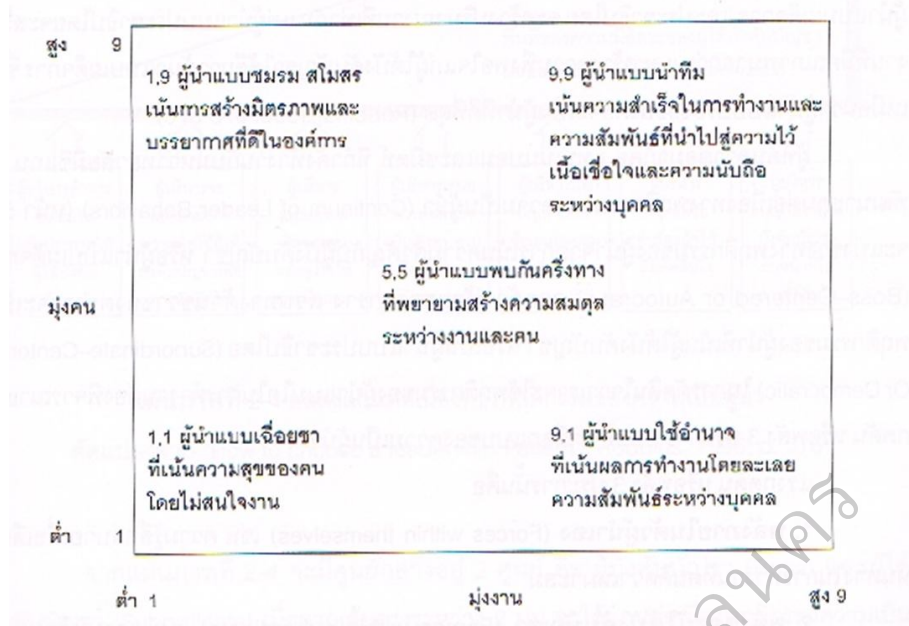 สูง 9
1,9 ผู้นำแบบชมรม สโมสร
เน้นการสร้างมิตรภาพและ
บรรยากาศที่ดีในองค์การ
9,9 ผู้นำแบบนำทีม
เน้นความสำเร็จในการทำงานและ
ความสัมพันธ์ที่นำไปสู่ความไว้
เนื้อเชื่อใจและความนับถือ
ระหว่างบุคคล
มุ่งคน
5,5 ผู้นำแบบพบกันครึ่งทาง
ที่พยายามสร้างความสมดุล
ระหว่างงานและคน
1,1 ผู้นำแบบเฉื่อยชา
ที่เน้นความสุขของคน
โดยไม่สนใจงาน
9,1 ผู้นำแบบใช้อำนาจ
ที่เน้นผลการทำงานโดยละเลย
ความสัมพันธ์ระหว่างบุคคล
ต่ำ 1
ต่ำ 1 มุ่งงาน สูง 9